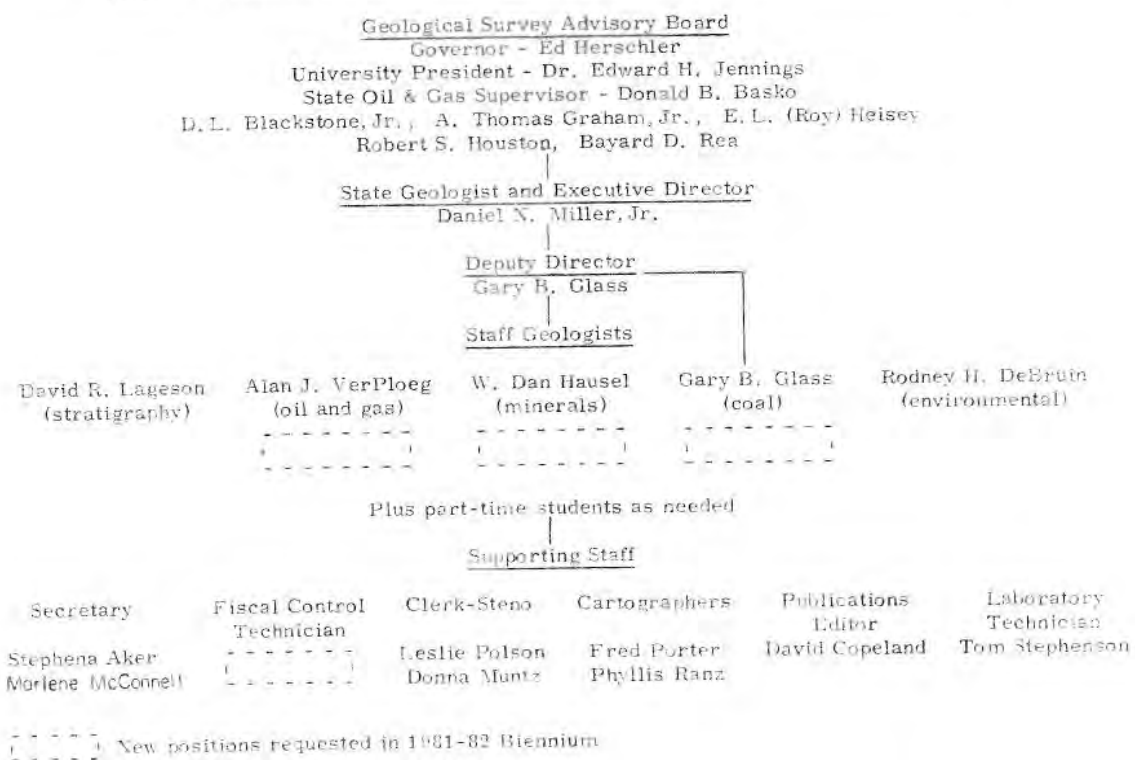 Geological Survey Advisory Board
Governor - Ed Herschler
University President - Dr. Edward H. Jennings
State Oil & Gas Supervisor - Donald B. Basko
D. L. Blackstone, Jr., A. Thomas Graham, Jr., E. L. (Roy) Heisey
Robert S. Houston, Bayard D. Rea
State Geologist and Executive Director
Daniel N. Miller, Jr.
Deputy Director
Gary B. Glass
Staff Geologists
David R. Lageson Alan J. VerPloeg W. Dan Hausel Gary B. Glass Rodney H. DeBruin
(stratigraphy) (oil and gas) (minerals) (coal) (environmental)
Plus part-time students as needed
Supporting Staff
Secretary Fiscal Control Clerk-Steno Cartographers Publications Laboratory
Technician Editor Technician
Stephena Aker Leslie Polson Fred Porter David Copeland Tom Stephenson
Marlene McConnell Donna Muntz Phyllis Ranz
New positions requested in 1981-82 Biennium